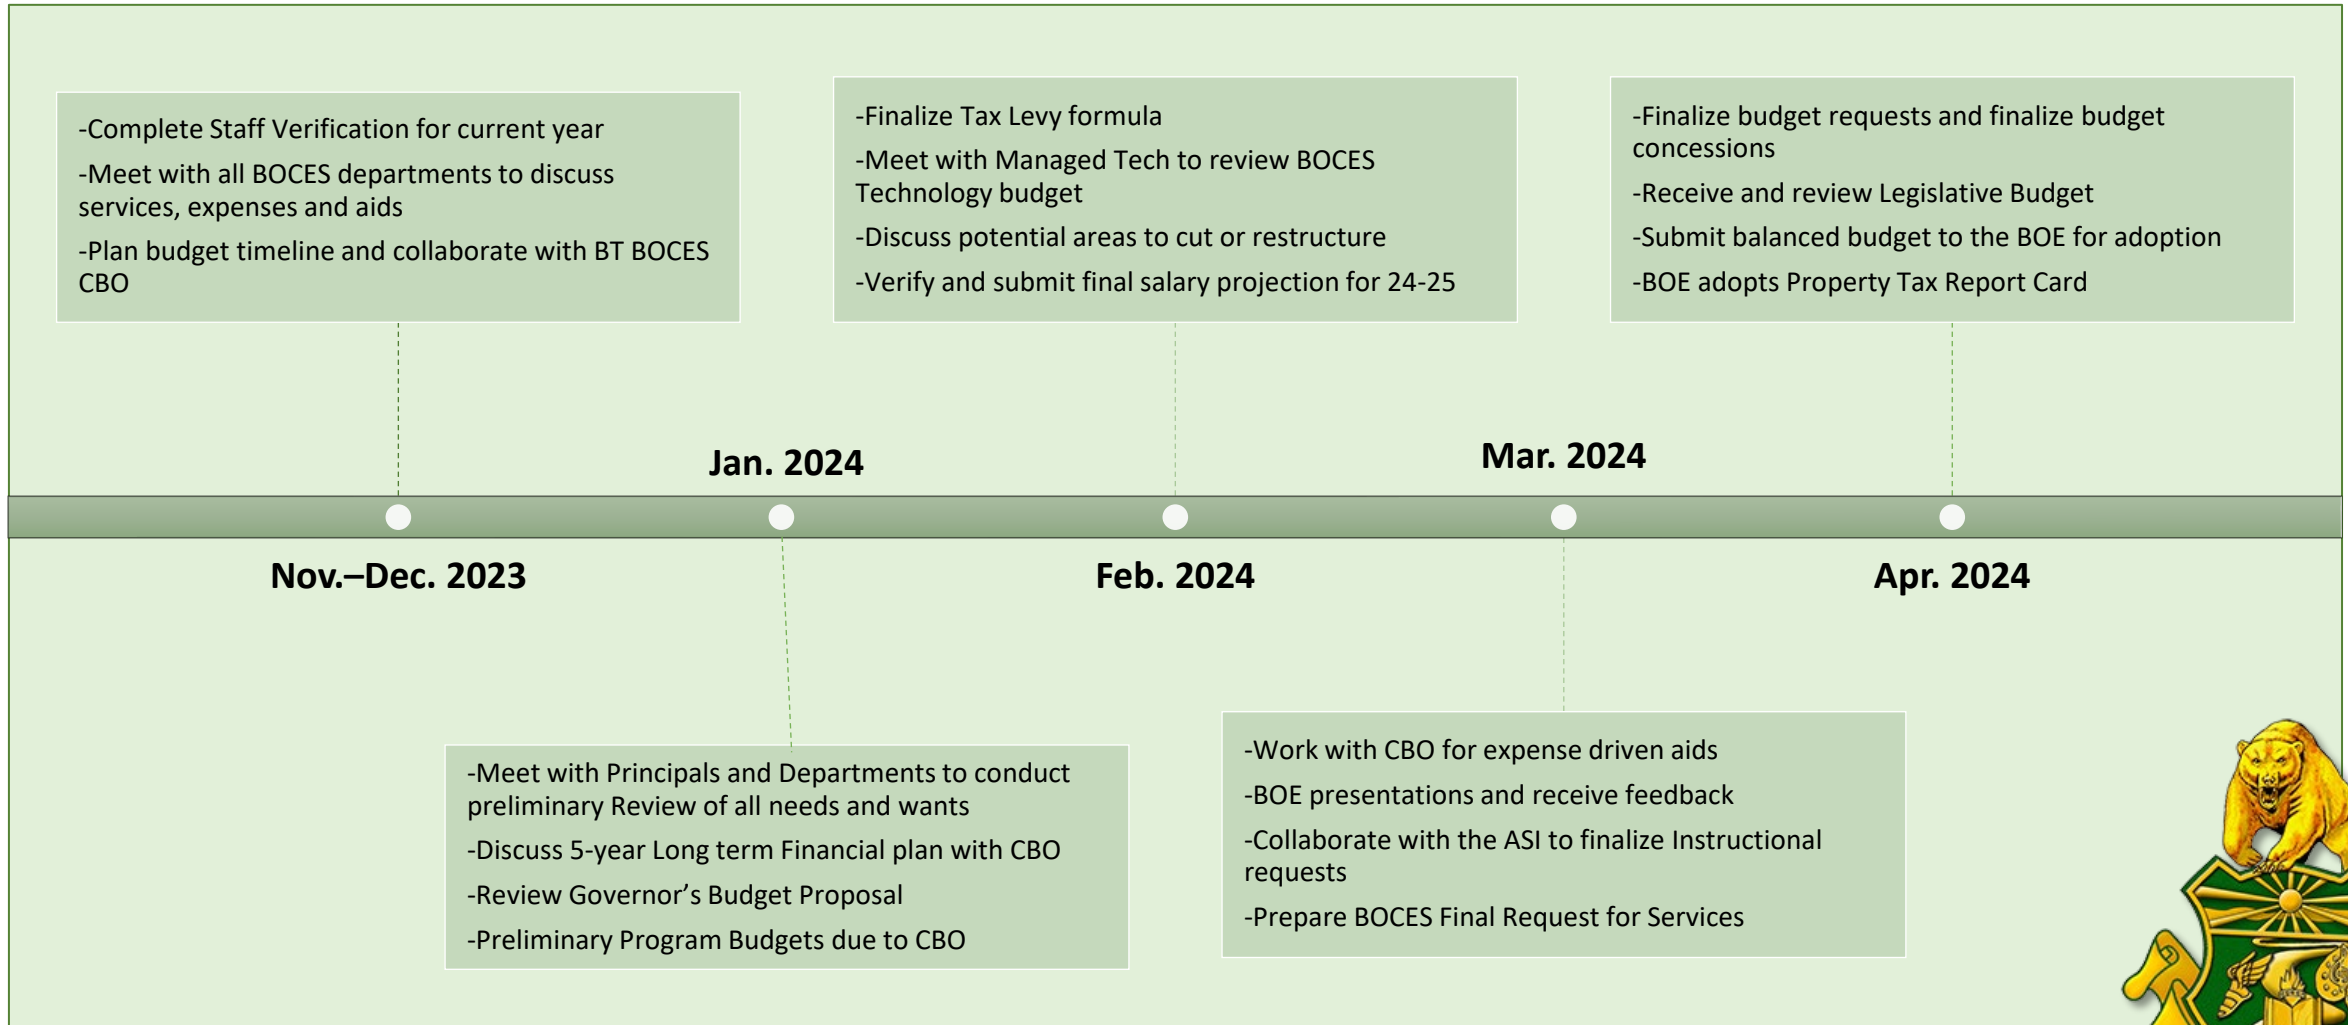 -Complete Staff Verification for current year
-Meet with all BOCES departments to discuss
services, expenses and aids
-Plan budget timeline and collaborate with BT BOCES
CBO
-Finalize Tax Levy formula
-Meet with Managed Tech to review BOCES
Technology budget
-Discuss potential areas to cut or restructure
-Verify and submit final salary projection for 24-25
-Finalize budget requests and finalize budget
concessions
-Receive and review Legislative Budget
-Submit balanced budget to the BOE for adoption
-BOE adopts Property Tax Report Card
Jan. 2024
Mar. 2024
Nov.–Dec. 2023
Feb. 2024
Apr. 2024
-Meet with Principals and Departments to conduct
preliminary Review of all needs and wants
-Discuss 5-year Long term Financial plan with CBO
-Review Governor’s Budget Proposal
-Preliminary Program Budgets due to CBO
-Work with CBO for expense driven aids
-BOE presentations and receive feedback
-Collaborate with the ASI to finalize Instructional
requests
-Prepare BOCES Final Request for Services